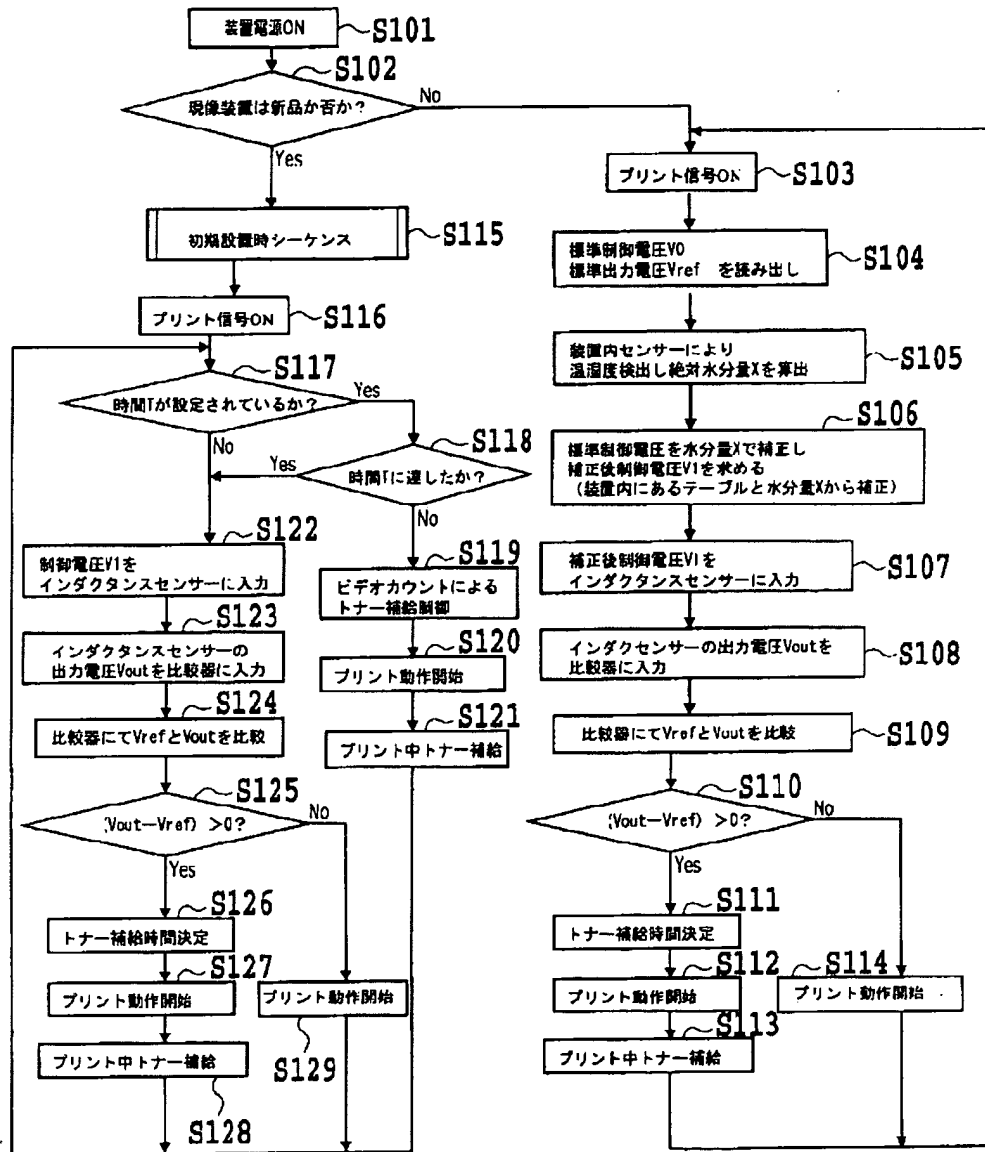 装置電源ON
S101
S102
現像装置は新品か否か?
No
Yes
初期設置時シーケンス
S115
プリント信号ON
S116
S117
時間Tが設定されているか?
Yes
No
S118
時間Tに達したか?
Yes
No
S122
制御電圧V1を
インダクタンスセンサーに入力
S123
インダクタンスセンサーの
出力電圧Voutを比較器に入力
S124
比較器にてVrefとVoutを比較
S125
(Vout−Vref) >0?
No
Yes
S126
トナー補給時間決定
S127
プリント動作開始
プリント中トナー補給
S128
プリント動作開始
S129
S119
ビデオカウントによる
トナー補給制御
S120
プリント動作開始
S121
プリント中トナー補給
プリント信号ON
S103
標準制御電圧V0
標準出力電圧Vref を読み出し
S104
装置内センサーにより
温湿度検出し絶対水分量Xを算出
S105
S106
標準制御電圧を水分量Xで補正し
補正後制御電圧V1を求める
(装置内にあるテーブルと水分量Xから補正)
補正後制御電圧V1を
インダクタンスセンサーに入力
S107
インダクセンサーの出力電圧Voutを
比較器に入力
S108
比較器にてVrefとVoutを比較
S109
S110
(Vout−Vref) >0?
No
Yes
S111
トナー補給時間決定
S112
プリント動作開始
S113
プリント中トナー補給
S114
プリント動作開始